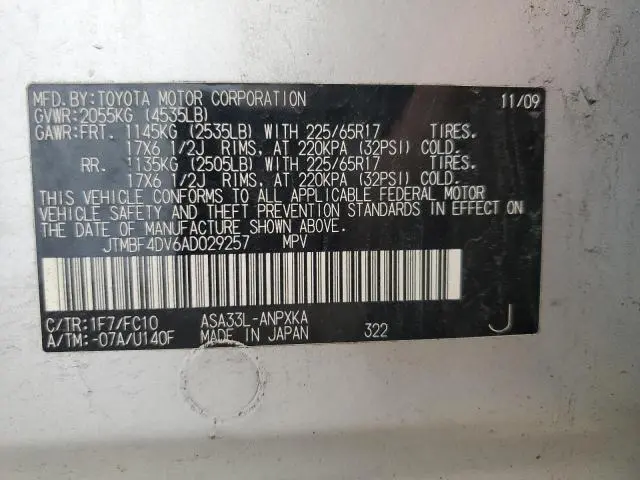 MFD.BY:TOYOTA MOTOR CORPORATION 11/09
GVWR:2055KG (4535LB)
GAWR:FRT. 1145KG (2535LB) WITH 225/65R17 TIRES.
17X6 1/2J RIMS, AT 220KPA (32PSI) COLD.
RR. 1135KG (2505LB) WITH 225/65R17 TIRES.
17X6 1/2J RIMS, AT 220KPA (32PSI) COLD.
THIS VEHICLE CONFORMS TO ALL APPLICABLE FEDERAL MOTOR
VEHICLE SAFETY AND THEFT PREVENTION STANDARDS IN EFFECT ON
THE DATE OF MANUFACTURE SHOWN ABOVE.
JTMBF4DV6AD029257 MPV
C/TR:1F7/FC10 ASA33L-ANPXKA
A/TM:-07A/U140F MADE IN JAPAN 322 J